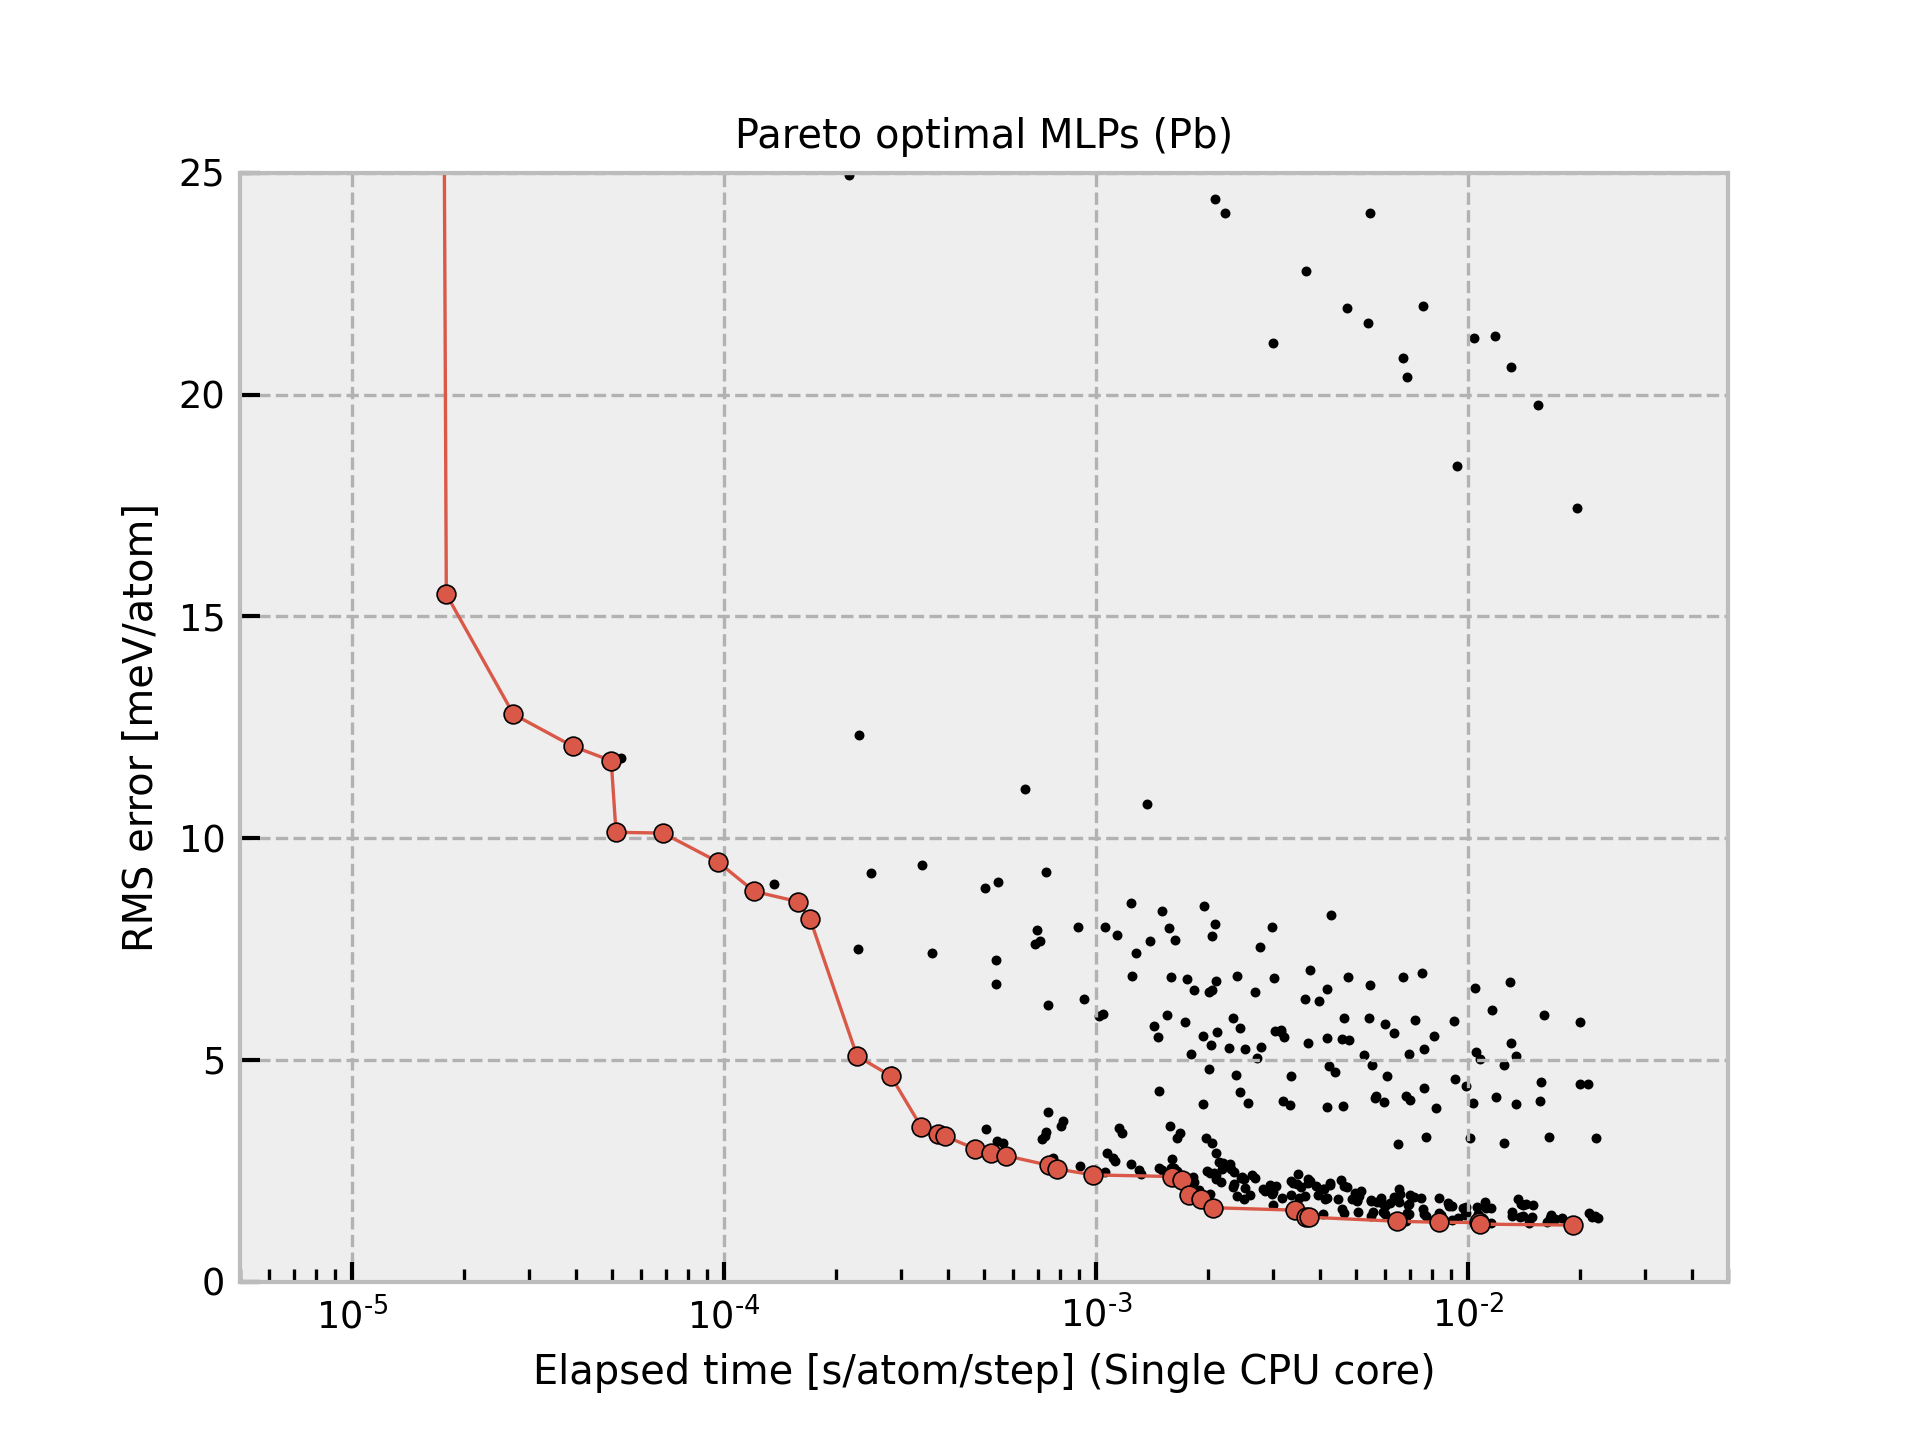 Pareto optimal MLPs (Pb)
25
20
15
10
5
0
RMS error [meV/atom]
10-5 10-4 10-3 10-2
Elapsed time [s/atom/step] (Single CPU core)